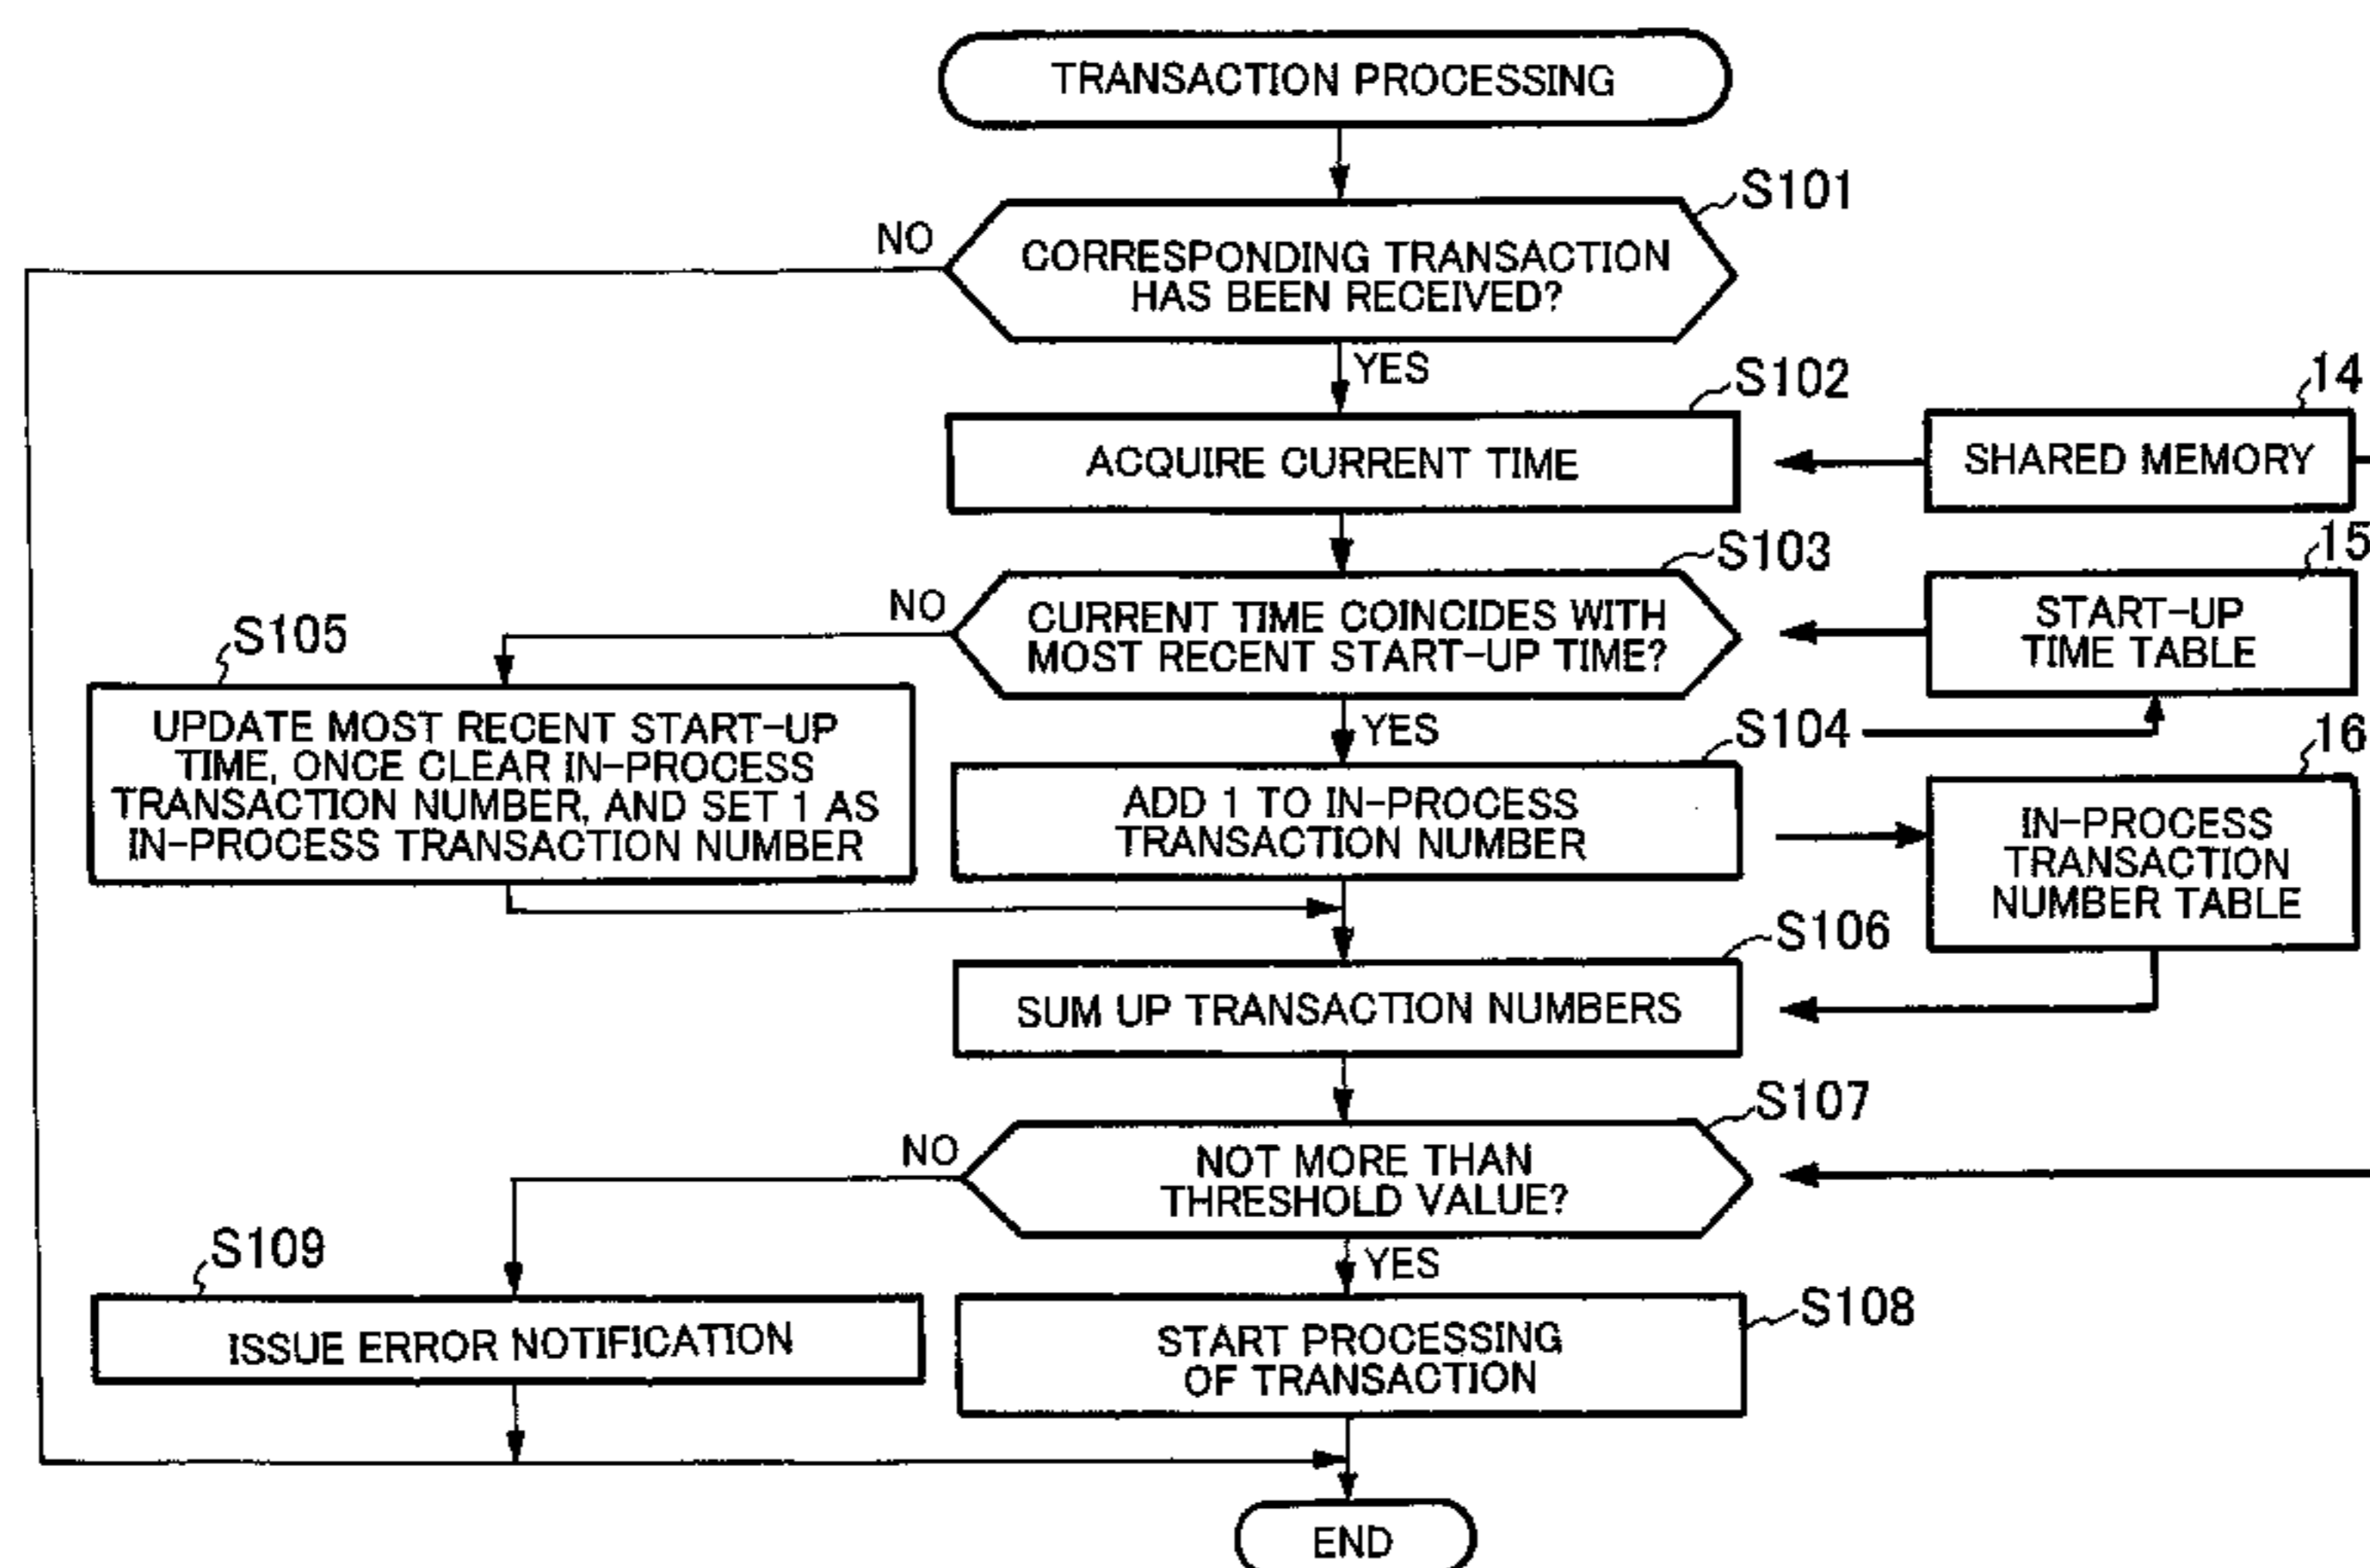 TRANSACTION PROCESSING
S101
NO
CORRESPONDING TRANSACTION
HAS BEEN RECEIVED?
YES
S102
14
ACQUIRE CURRENT TIME
SHARED MEMORY
S103
15
NO
CURRENT TIME COINCIDES WITH
MOST RECENT START-UP TIME?
START-UP
TIME TABLE
S105
YES
S104
16
UPDATE MOST RECENT START-UP
TIME, ONCE CLEAR IN-PROCESS
TRANSACTION NUMBER, AND SET 1 AS
IN-PROCESS TRANSACTION NUMBER
ADD 1 TO IN-PROCESS
TRANSACTION NUMBER
IN-PROCESS
TRANSACTION
NUMBER TABLE
S106
SUM UP TRANSACTION NUMBERS
S107
NO
NOT MORE THAN
THRESHOLD VALUE?
S109
YES
S108
ISSUE ERROR NOTIFICATION
START PROCESSING
OF TRANSACTION
END